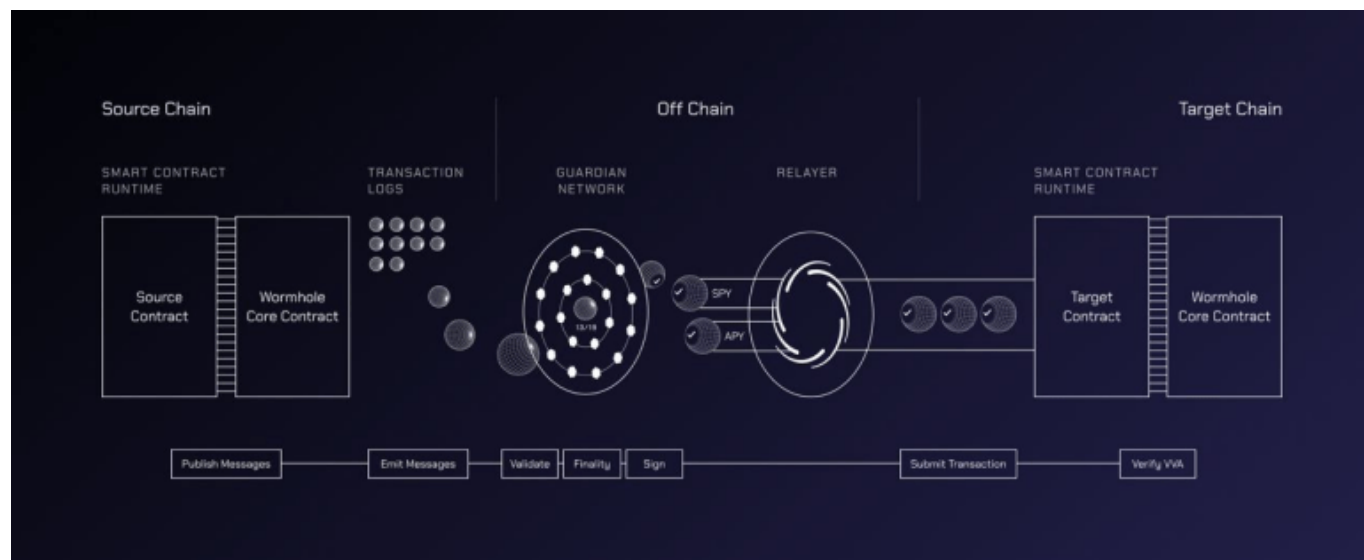 Source Chain
Off Chain
Target Chain
SMART CONTRACT
RUNTIME
TRANSACTION
LOGS
GUARDIAN
NETWORK
RELAYER
SMART CONTRACT
RUNTIME
Source
Contract
Wormhole
Core Contract
13/19
SPY
APY
Target
Contract
Wormhole
Core Contract
Publish Messages
Emit Messages
Validate
Finality
Sign
Submit Transaction
Verify VVA